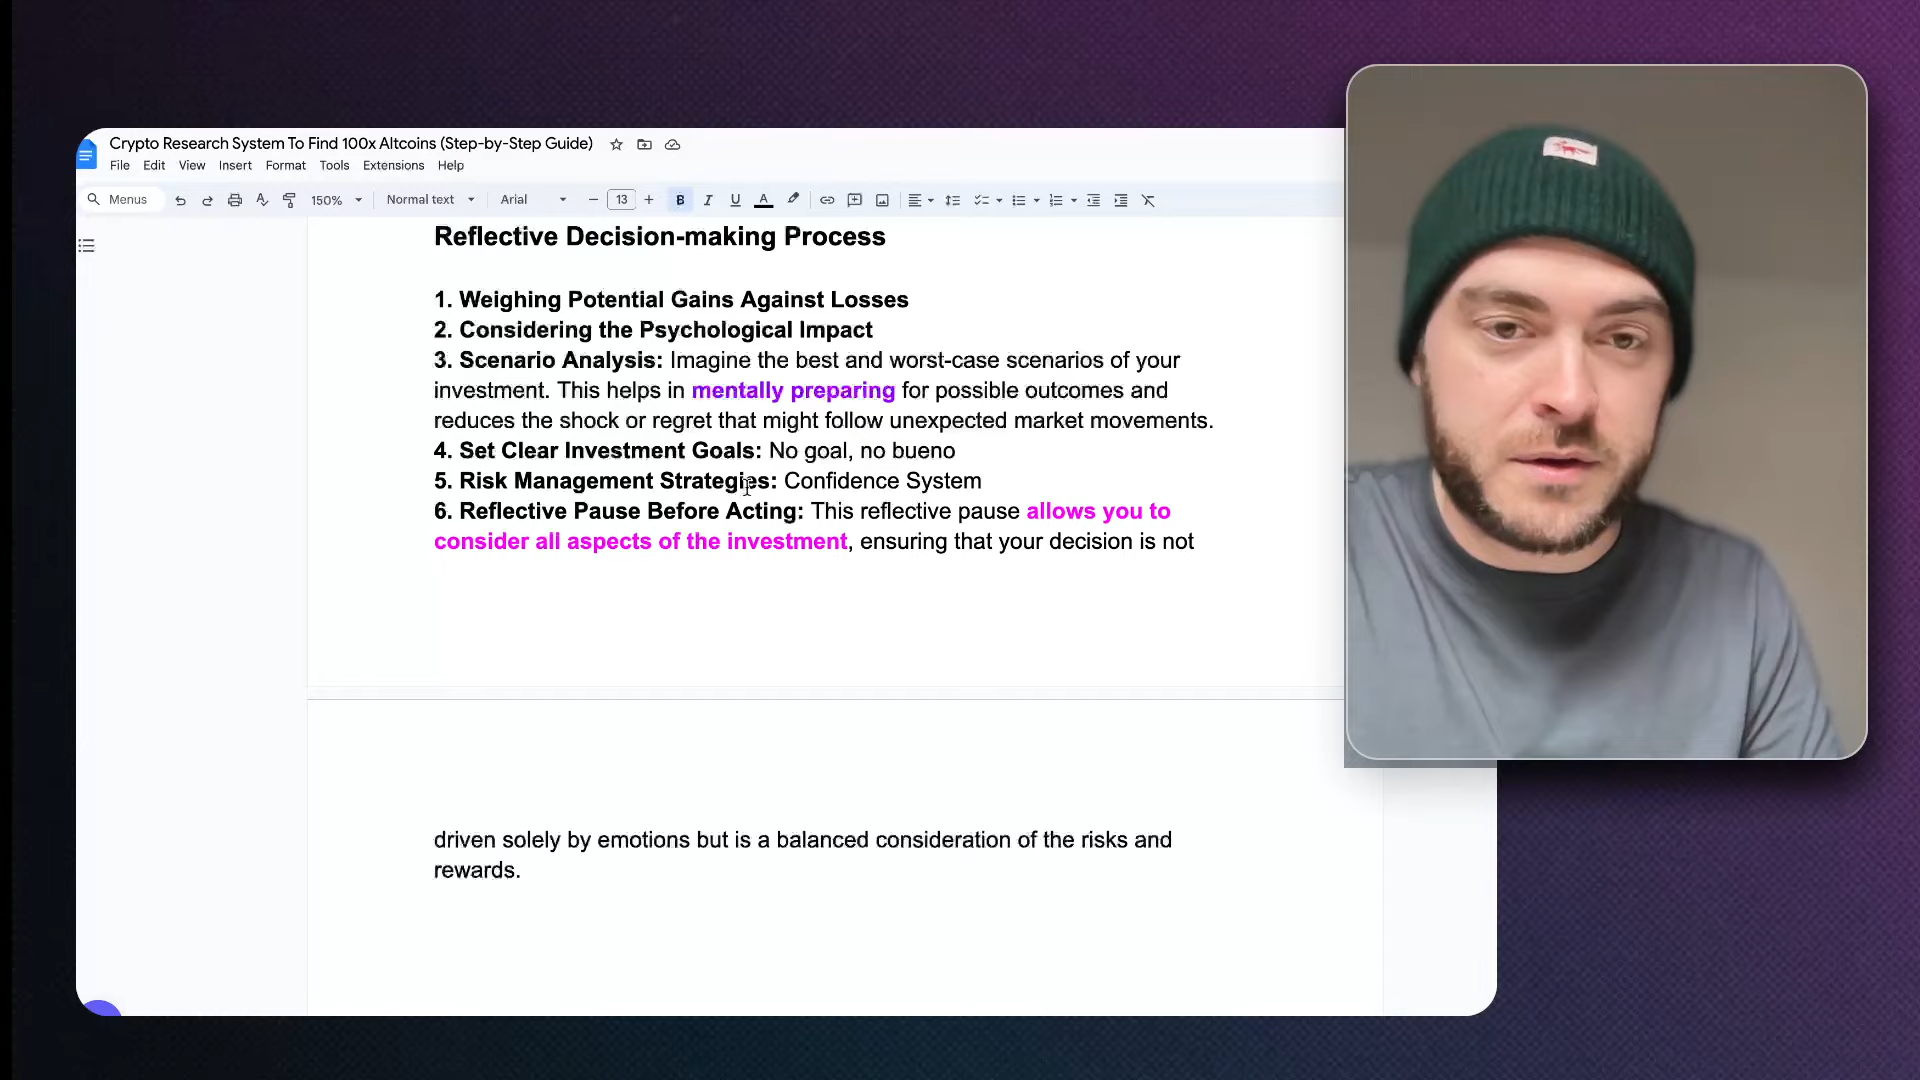 Crypto Research System To Find 100x Altcoins (Step-by-Step Guide)
File Edit View Insert Format Tools Extensions Help
Menus 150% Normal text Arial 13
Reflective Decision-making Process
1. Weighing Potential Gains Against Losses
2. Considering the Psychological Impact
3. Scenario Analysis: Imagine the best and worst-case scenarios of your
investment. This helps in mentally preparing for possible outcomes and
reduces the shock or regret that might follow unexpected market movements.
4. Set Clear Investment Goals: No goal, no bueno
5. Risk Management Strategies: Confidence System
6. Reflective Pause Before Acting: This reflective pause allows you to
consider all aspects of the investment, ensuring that your decision is not
driven solely by emotions but is a balanced consideration of the risks and
rewards.